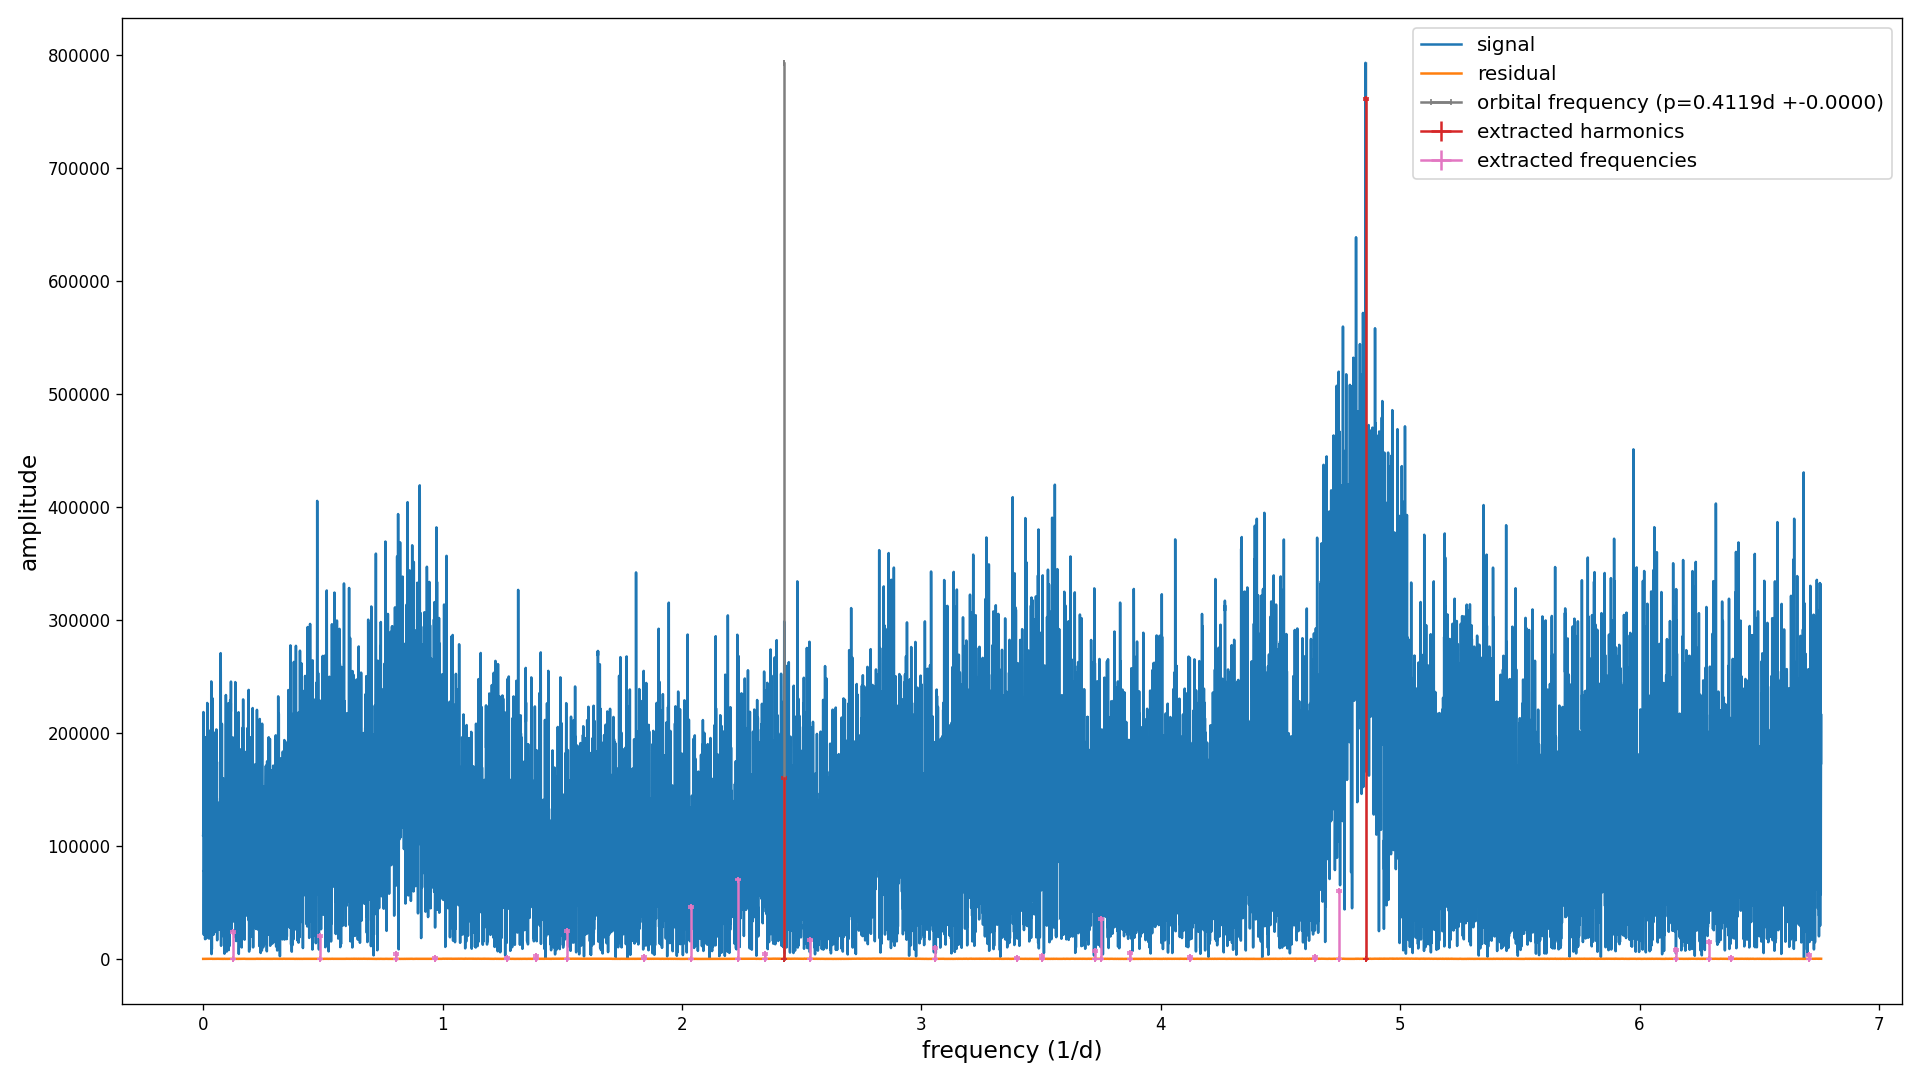 800000
700000
600000
500000
400000
300000
200000
100000
0
amplitude
0 1 2 3 4 5 6 7
frequency (1/d)
signal
residual
orbital frequency (p=0.4119d +-0.0000)
extracted harmonics
extracted frequencies